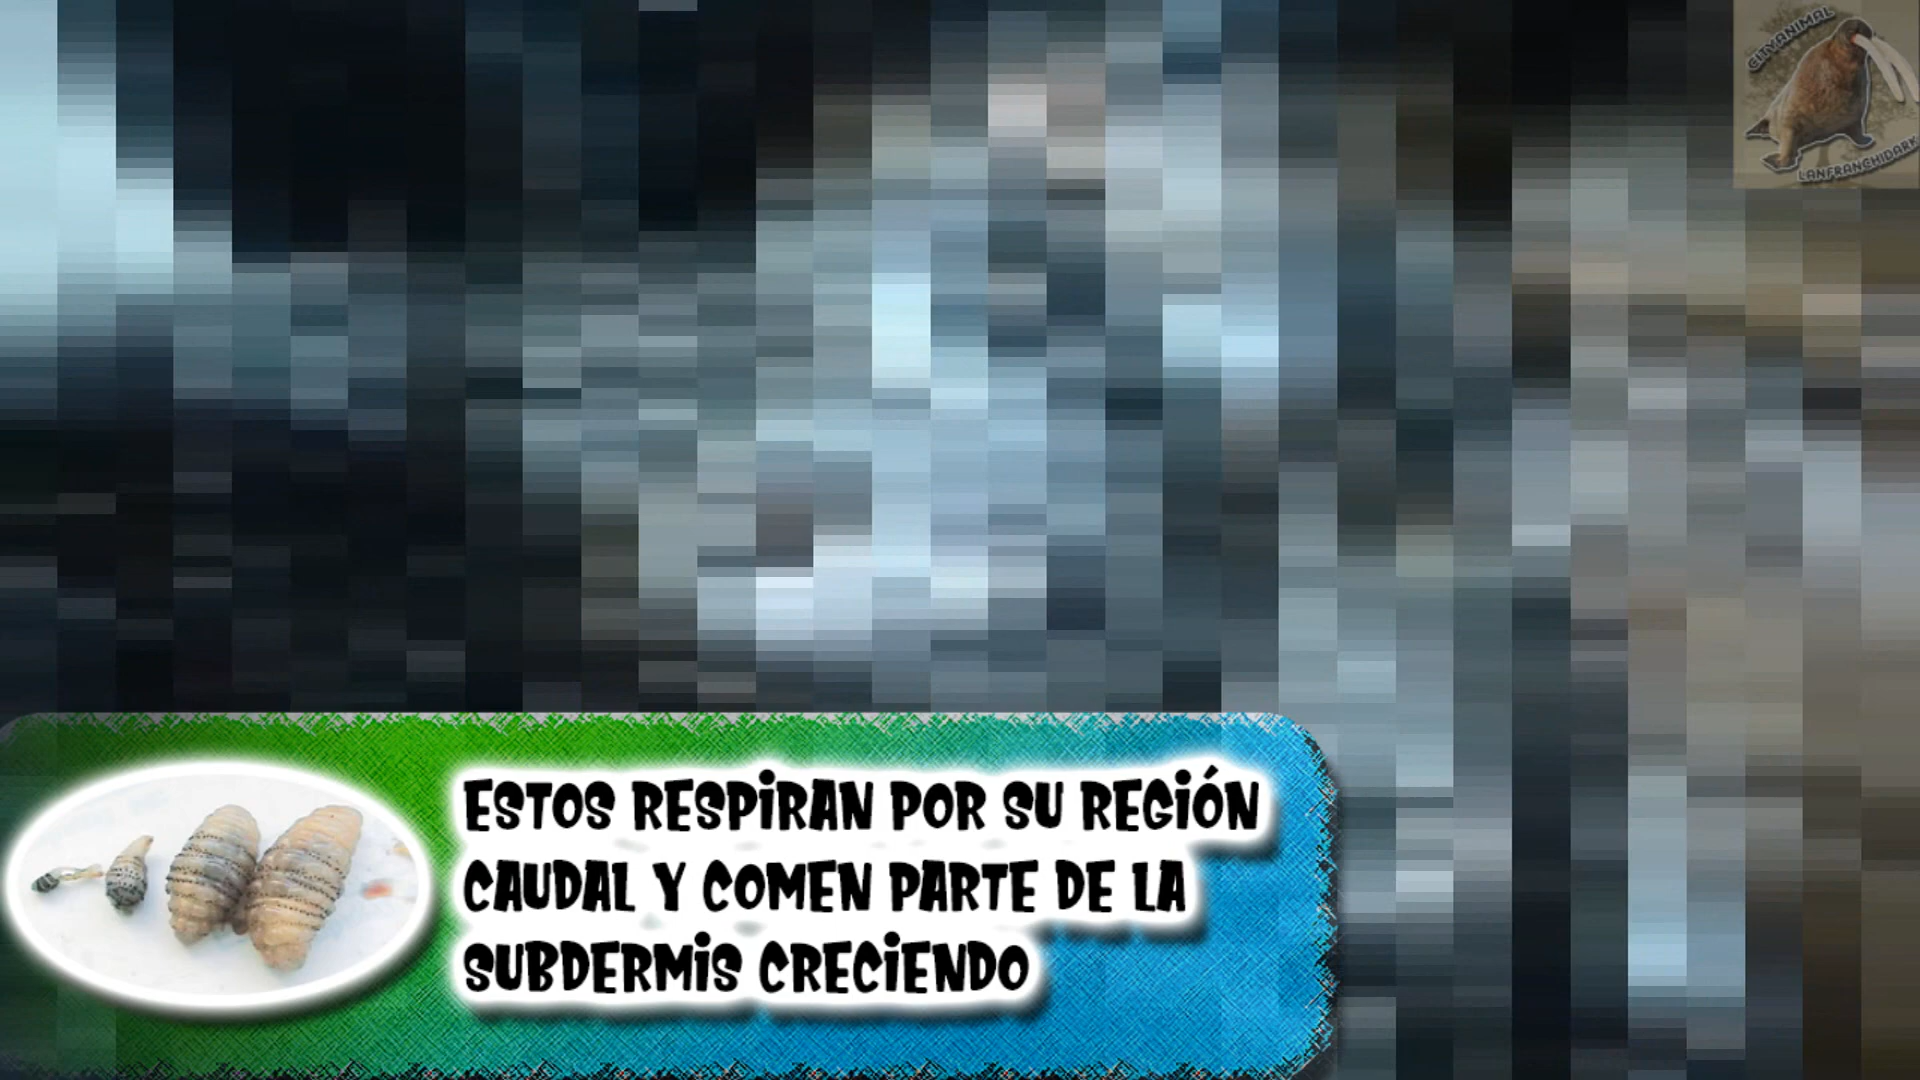 CITYANIMAL
LANFRANCHIDARK
ESTOS RESPIRAN POR SU REGIÓN
CAUDAL Y COMEN PARTE DE LA
SUBDERMIS CRECIENDO